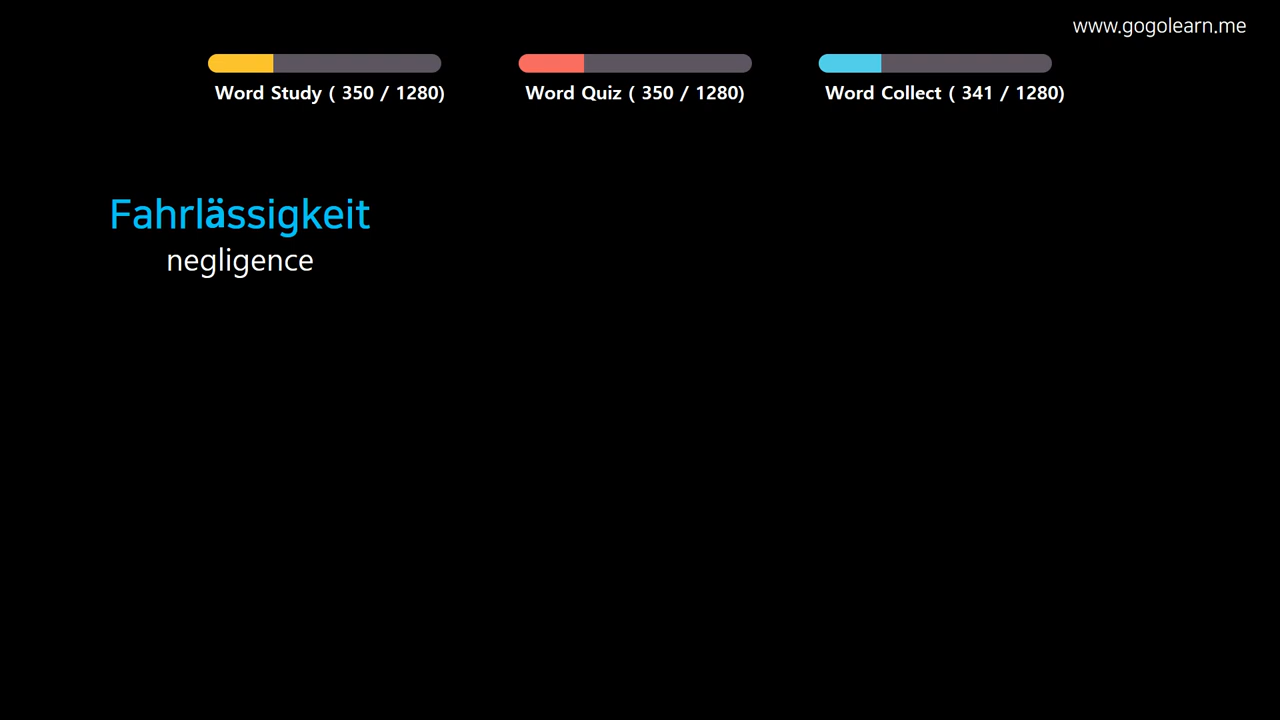 www.gogolearn.me
Word Study ( 350 / 1280)
Word Quiz ( 350 / 1280)
Word Collect ( 341 / 1280)
Fahrlässigkeit
negligence